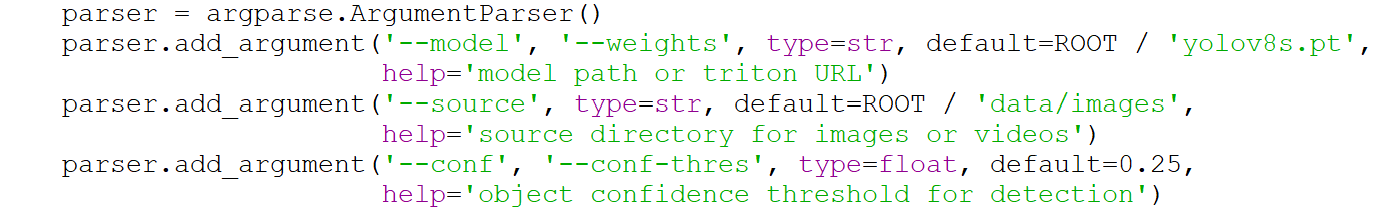 parser = argparse.ArgumentParser()
parser.add_argument('--model', '--weights', type=str, default=ROOT / 'yolov8s.pt',
                    help='model path or triton URL')
parser.add_argument('--source', type=str, default=ROOT / 'data/images',
                    help='source directory for images or videos')
parser.add_argument('--conf', '--conf-thres', type=float, default=0.25,
                    help='object confidence threshold for detection')